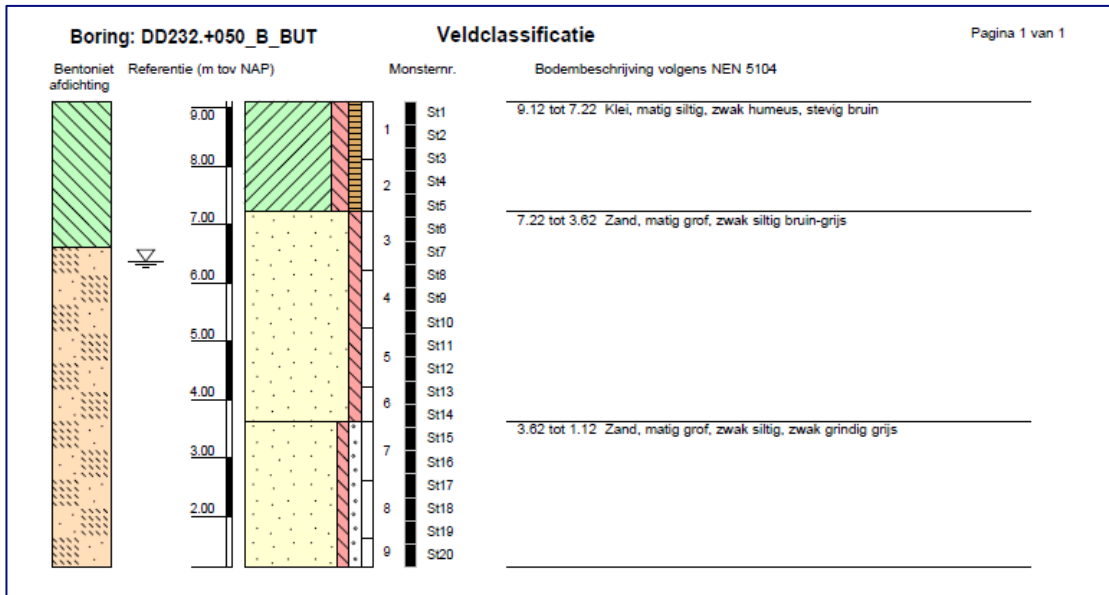 Boring: DD232.+050_B_BUT Veldclassificatie Pagina 1 van 1
Bentoniet afdichting Referentie (m tov NAP) Monsternr. Bodembeschrijving volgens NEN 5104
9.00 St1 9.12 tot 7.22 Klei, matig siltig, zwak humeus, stevig bruin
1 St2
8.00 St3
St4
2 St5
7.00 St6 7.22 tot 3.62 Zand, matig grof, zwak siltig bruin-grijs
3 St7
6.00 St8
4 St9
St10
5.00 St11
5 St12
4.00 St13
6 St14
St15 3.62 tot 1.12 Zand, matig grof, zwak siltig, zwak grindig grijs
7
3.00 St16
St17
2.00 8 St18
St19
9 St20